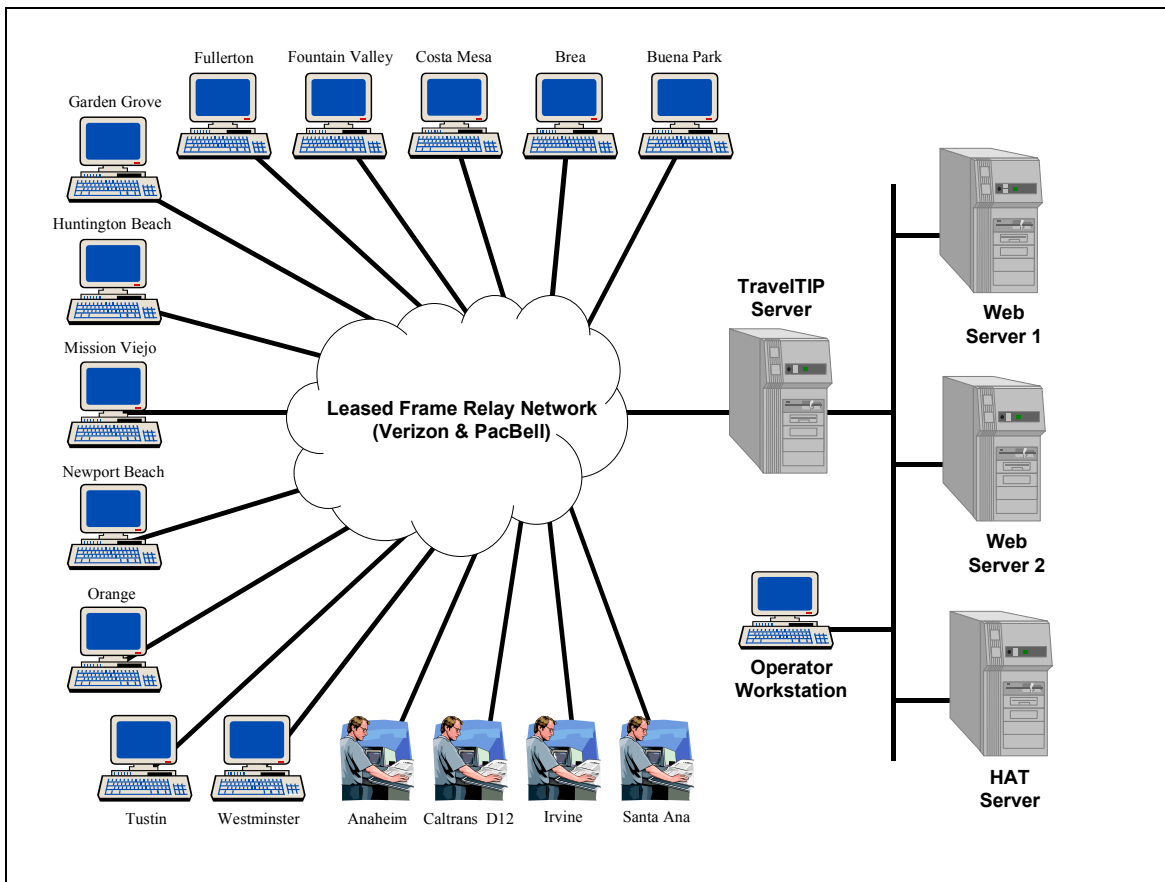 Fullerton
Fountain Valley
Costa Mesa
Brea
Buena Park
Garden Grove
Huntington Beach
Mission Viejo
Newport Beach
Orange
Tustin
Westminster
Anaheim
Caltrans D12
Irvine
Santa Ana
Leased Frame Relay Network
(Verizon & PacBell)
TravelTIP
Server
Web
Server 1
Web
Server 2
Operator
Workstation
HAT
Server